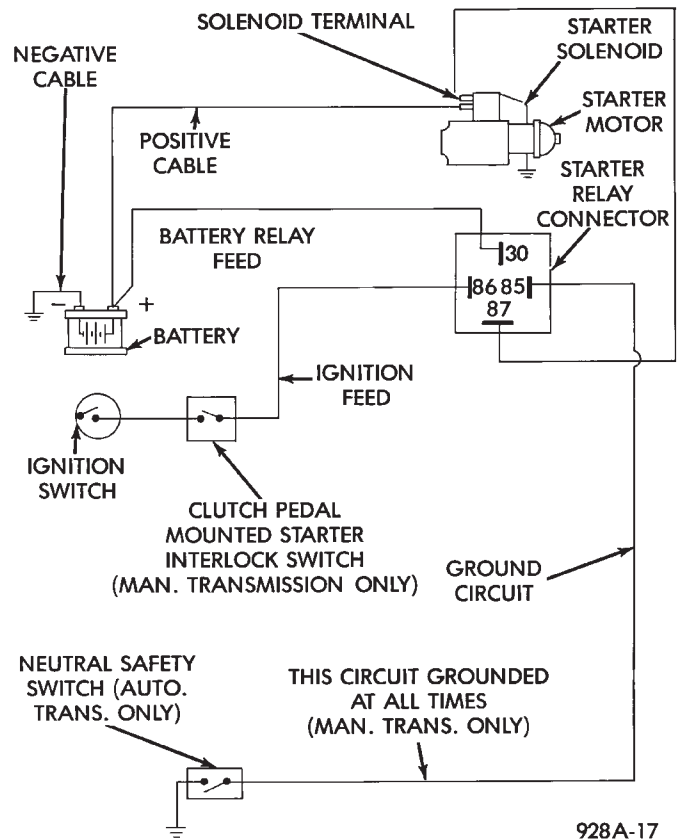 SOLENOID TERMINAL
STARTER
SOLENOID
NEGATIVE
CABLE
STARTER
MOTOR
POSITIVE
CABLE
STARTER
RELAY
CONNECTOR
BATTERY RELAY
FEED
30
86 85
87
− +
BATTERY
IGNITION
FEED
IGNITION
SWITCH
CLUTCH PEDAL
MOUNTED STARTER
INTERLOCK SWITCH
(MAN. TRANSMISSION ONLY)
GROUND
CIRCUIT
NEUTRAL SAFETY
SWITCH (AUTO.
TRANS. ONLY)
THIS CIRCUIT GROUNDED
AT ALL TIMES
(MAN. TRANS. ONLY)
928A-17